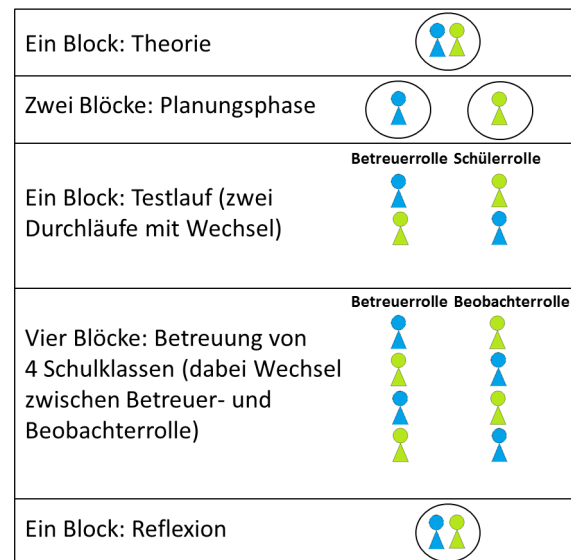 Ein Block: Theorie
Zwei Blöcke: Planungsphase
Betreuerrolle Schülerrolle
Ein Block: Testlauf (zwei
Durchläufe mit Wechsel)
Betreuerrolle Beobachterrolle
Vier Blöcke: Betreuung von
4 Schulklassen (dabei Wechsel
zwischen Betreuer- und
Beobachterrolle)
Ein Block: Reflexion